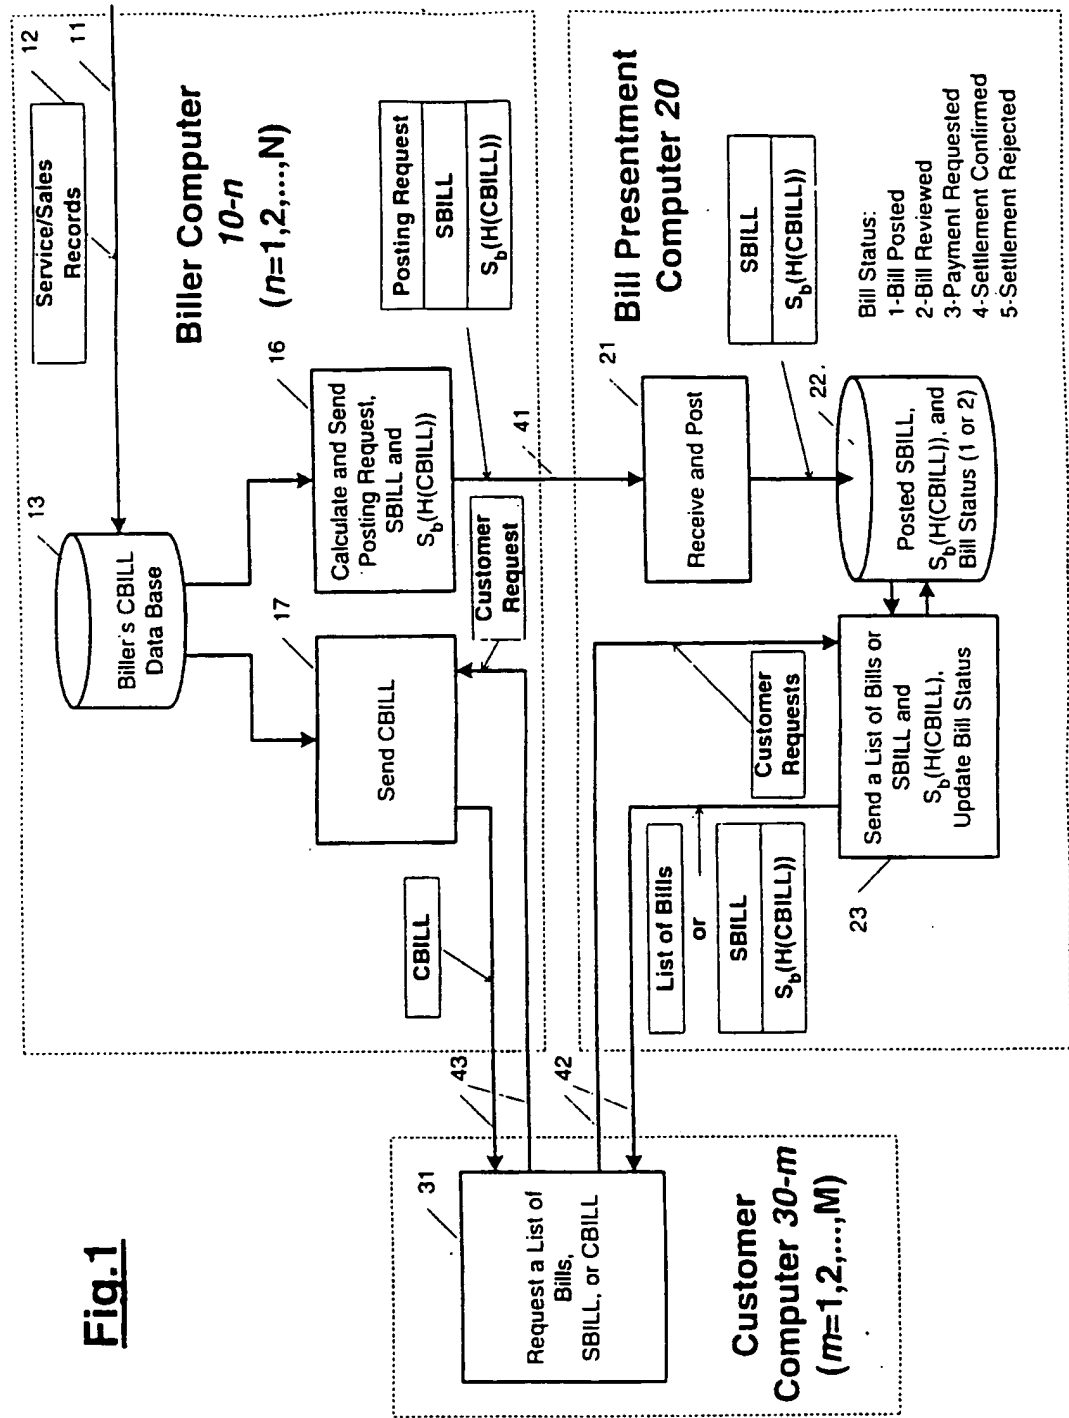 Fig.1
12
11
Service/Sales
Records
13
Biller's CBILL
Data Base
Biller Computer
10-n
(n=1,2,...,N)
16
Calculate and Send
Posting Request,
SBILL and
S_b(H(CBILL))
Posting Request
SBILL
S_b(H(CBILL))
17
Send CBILL
Customer
Request
CBILL
41
43
42
31
Request a List of
Bills,
SBILL, or CBILL
Customer
Computer 30-m
(m=1,2,...,M)
Bill Presentment
Computer 20
21
Receive and Post
SBILL
S_b(H(CBILL))
22
Posted SBILL,
S_b(H(CBILL)), and
Bill Status (1 or 2)
Bill Status:
1-Bill Posted
2-Bill Reviewed
3-Payment Requested
4-Settlement Confirmed
5-Settlement Rejected
Customer
Requests
List of Bills
or
SBILL
S_b(H(CBILL))
23
Send a List of Bills or
SBILL and
S_b(H(CBILL),
Update Bill Status